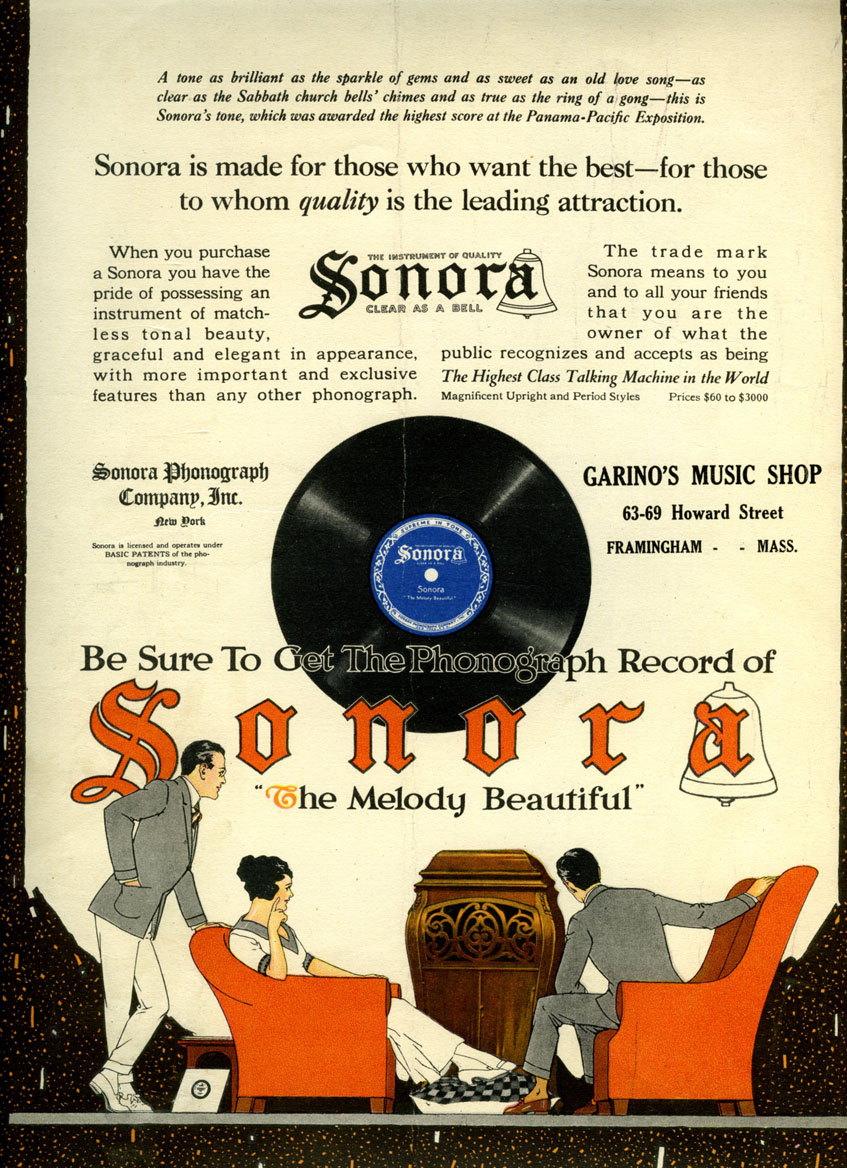 A tone as brilliant as the sparkle of gems and as sweet as an old love song—as
clear as the Sabbath church bells' chimes and as true as the ring of a gong—this is
Sonora's tone, which was awarded the highest score at the Panama-Pacific Exposition.
Sonora is made for those who want the best—for those
to whom quality is the leading attraction.
When you purchase
a Sonora you have the
pride of possessing an
instrument of match-
less tonal beauty,
graceful and elegant in appearance,
with more important and exclusive
features than any other phonograph.
THE INSTRUMENT OF QUALITY
Sonora
CLEAR AS A BELL
The trade mark
Sonora means to you
and to all your friends
that you are the
owner of what the
public recognizes and accepts as being
The Highest Class Talking Machine in the World
Magnificent Upright and Period Styles Prices $60 to $3000
Sonora Phonograph
Company, Inc.
New York
Sonora is licensed and operates under
BASIC PATENTS of the pho-
nograph industry.
GARINO'S MUSIC SHOP
63-69 Howard Street
FRAMINGHAM - - MASS.
SUPREME IN TONE
Sonora
CLEAR AS A BELL
Sonora
"The Melody Beautiful"
Be Sure To Get The Phonograph Record of
Sonora
"The Melody Beautiful"